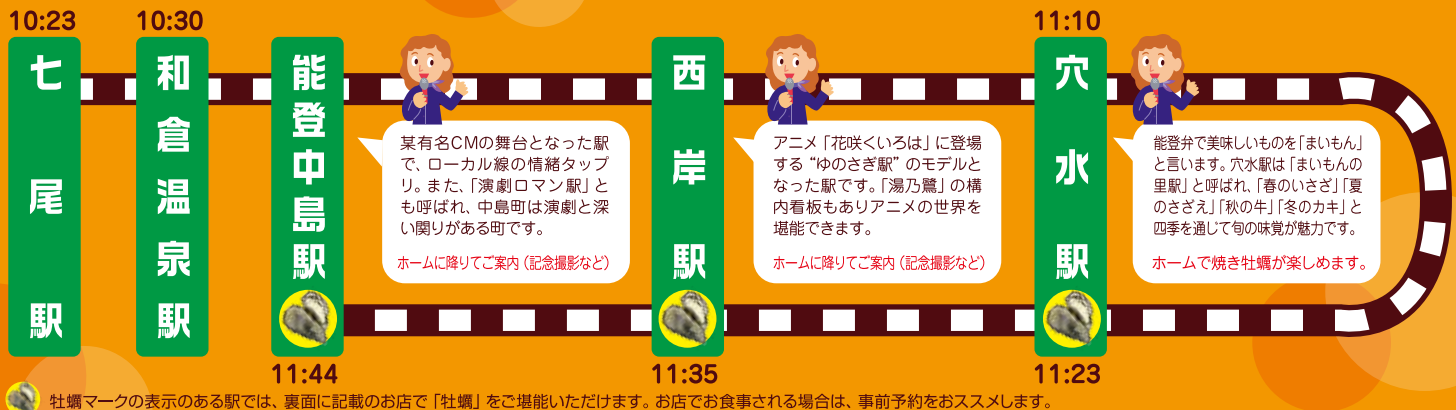 10:23
10:30
11:10
七尾駅
和倉温泉駅
能登中島駅
某有名CMの舞台となった駅
で、ローカル線の情緒タップ
リ。また、「演劇ロマン駅」と
も呼ばれ、中島町は演劇と深
い関りがある町です。
ホームに降りてご案内（記念撮影など）
西岸駅
アニメ「花咲くいろは」に登場
する“ゆのさぎ駅”のモデルと
なった駅です。「湯乃鷺」の構
内看板もありアニメの世界を
堪能できます。
ホームに降りてご案内（記念撮影など）
穴水駅
能登弁で美味しいものを「まいもん」
と言います。穴水駅は「まいもんの
里駅」と呼ばれ、「春のいさざ」「夏
のさざえ」「秋の牛」「冬のカキ」と
四季を通じて旬の味覚が魅力です。
ホームで焼き牡蠣が楽しめます。
11:44
11:35
11:23
牡蠣マークの表示のある駅では、裏面に記載のお店で「牡蠣」をご堪能いただけます。お店でお食事される場合は、事前予約をおススメします。